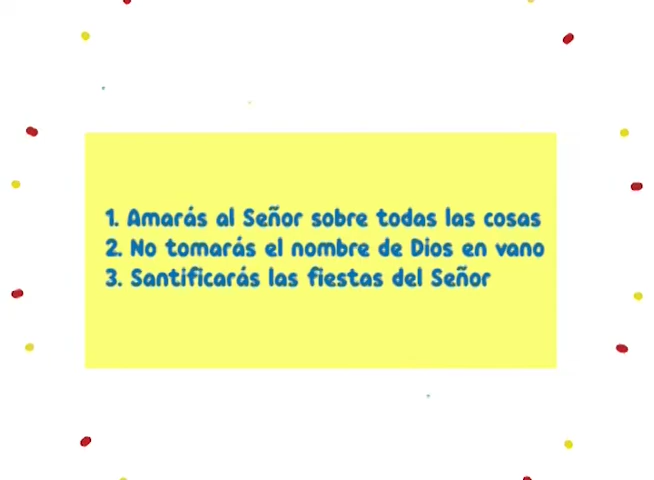 1. Amarás al Señor sobre todas las cosas
2. No tomarás el nombre de Dios en vano
3. Santificarás las fiestas del Señor